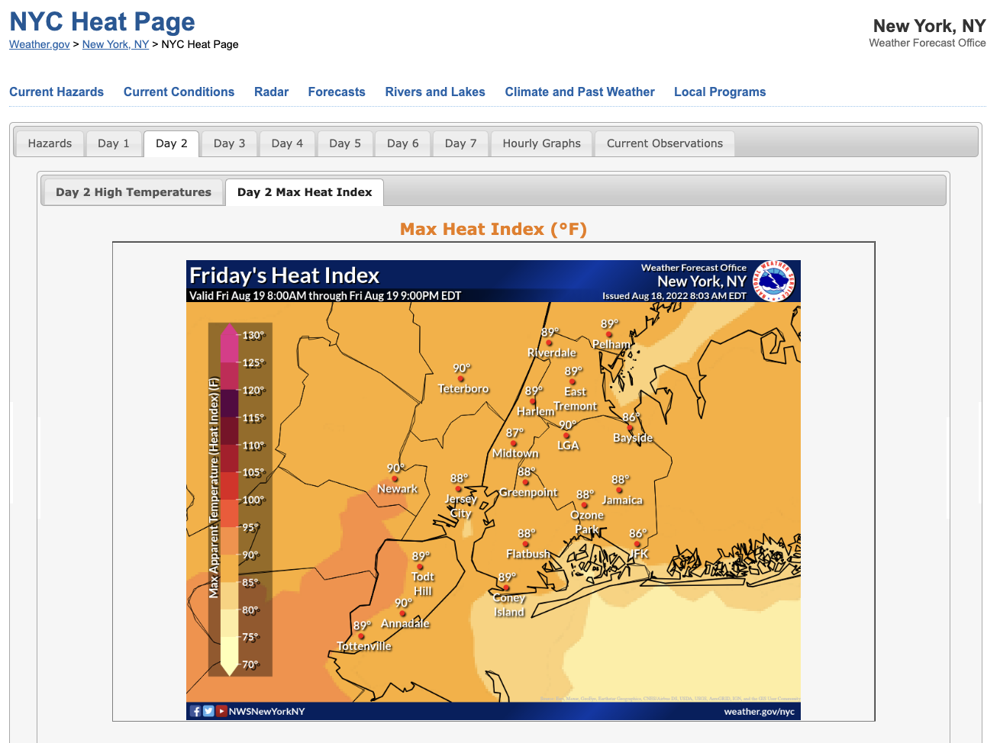 NYC Heat Page
Weather.gov > New York, NY > NYC Heat Page
New York, NY
Weather Forecast Office
Current Hazards Current Conditions Radar Forecasts Rivers and Lakes Climate and Past Weather Local Programs
Hazards Day 1 Day 2 Day 3 Day 4 Day 5 Day 6 Day 7 Hourly Graphs Current Observations
Day 2 High Temperatures Day 2 Max Heat Index
Max Heat Index (°F)
Friday's Heat Index
Valid Fri Aug 19 8:00AM through Fri Aug 19 9:00PM EDT
Weather Forecast Office
New York, NY
Issued Aug 18, 2022 8:03 AM EDT
NATIONAL WEATHER SERVICE
Max Apparent Temperature (Heat Index) (F)
130°
125°
120°
115°
110°
105°
100°
95°
90°
85°
80°
75°
70°
89°
Riverdale
89°
Pelham
90°
Teterboro
89°
East
Tremont
89°
Harlem
90°
LGA
86°
Bayside
87°
Midtown
90°
Newark
88°
Jersey
City
88°
Greenpoint
88°
Jamaica
88°
Ozone
Park
88°
Flatbush
86°
JFK
89°
Todt
Hill
89°
Coney
Island
90°
Annadale
89°
Tottenville
NWSNewYorkNY
weather.gov/nyc